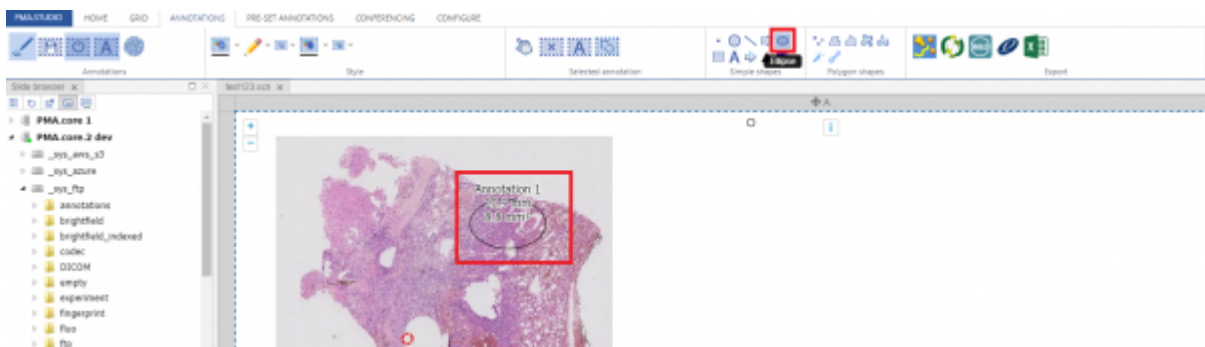 PMA.STUDIO HOME GRID ANNOTATIONS PRE-SET ANNOTATIONS CONFERENCING CONFIGURE
Ellipse
Annotations Style Selected annotation Simple shapes Polygon shapes Export
Slide browser
A
PMA.core 1
PMA.core.2 dev
_sys_aws_s3
_sys_azure
_sys_ftp
Annotation 1
annotations
brightfield
brightfield_indexed
codec
DICOM
empty
experiment
fingerprint
fluo
ftp